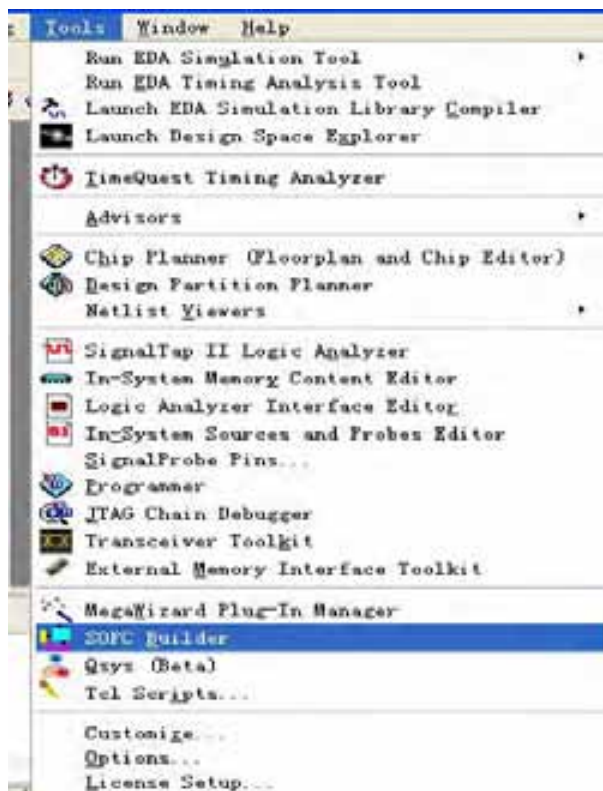 Tools Window Help
Run EDA Simulation Tool
Run EDA Timing Analysis Tool
Launch EDA Simulation Library Compiler
Launch Design Space Explorer
TimeQuest Timing Analyzer
Advisors
Chip Planner (Floorplan and Chip Editor)
Design Partition Planner
Netlist Viewers
SignalTap II Logic Analyzer
In-System Memory Content Editor
Logic Analyzer Interface Editor
In-System Sources and Probes Editor
SignalProbe Pins...
Programmer
JTAG Chain Debugger
Transceiver Toolkit
External Memory Interface Toolkit
MegaWizard Plug-In Manager
SOPC Builder
Qsys (Beta)
Tcl Scripts...
Customize...
Options...
License Setup...